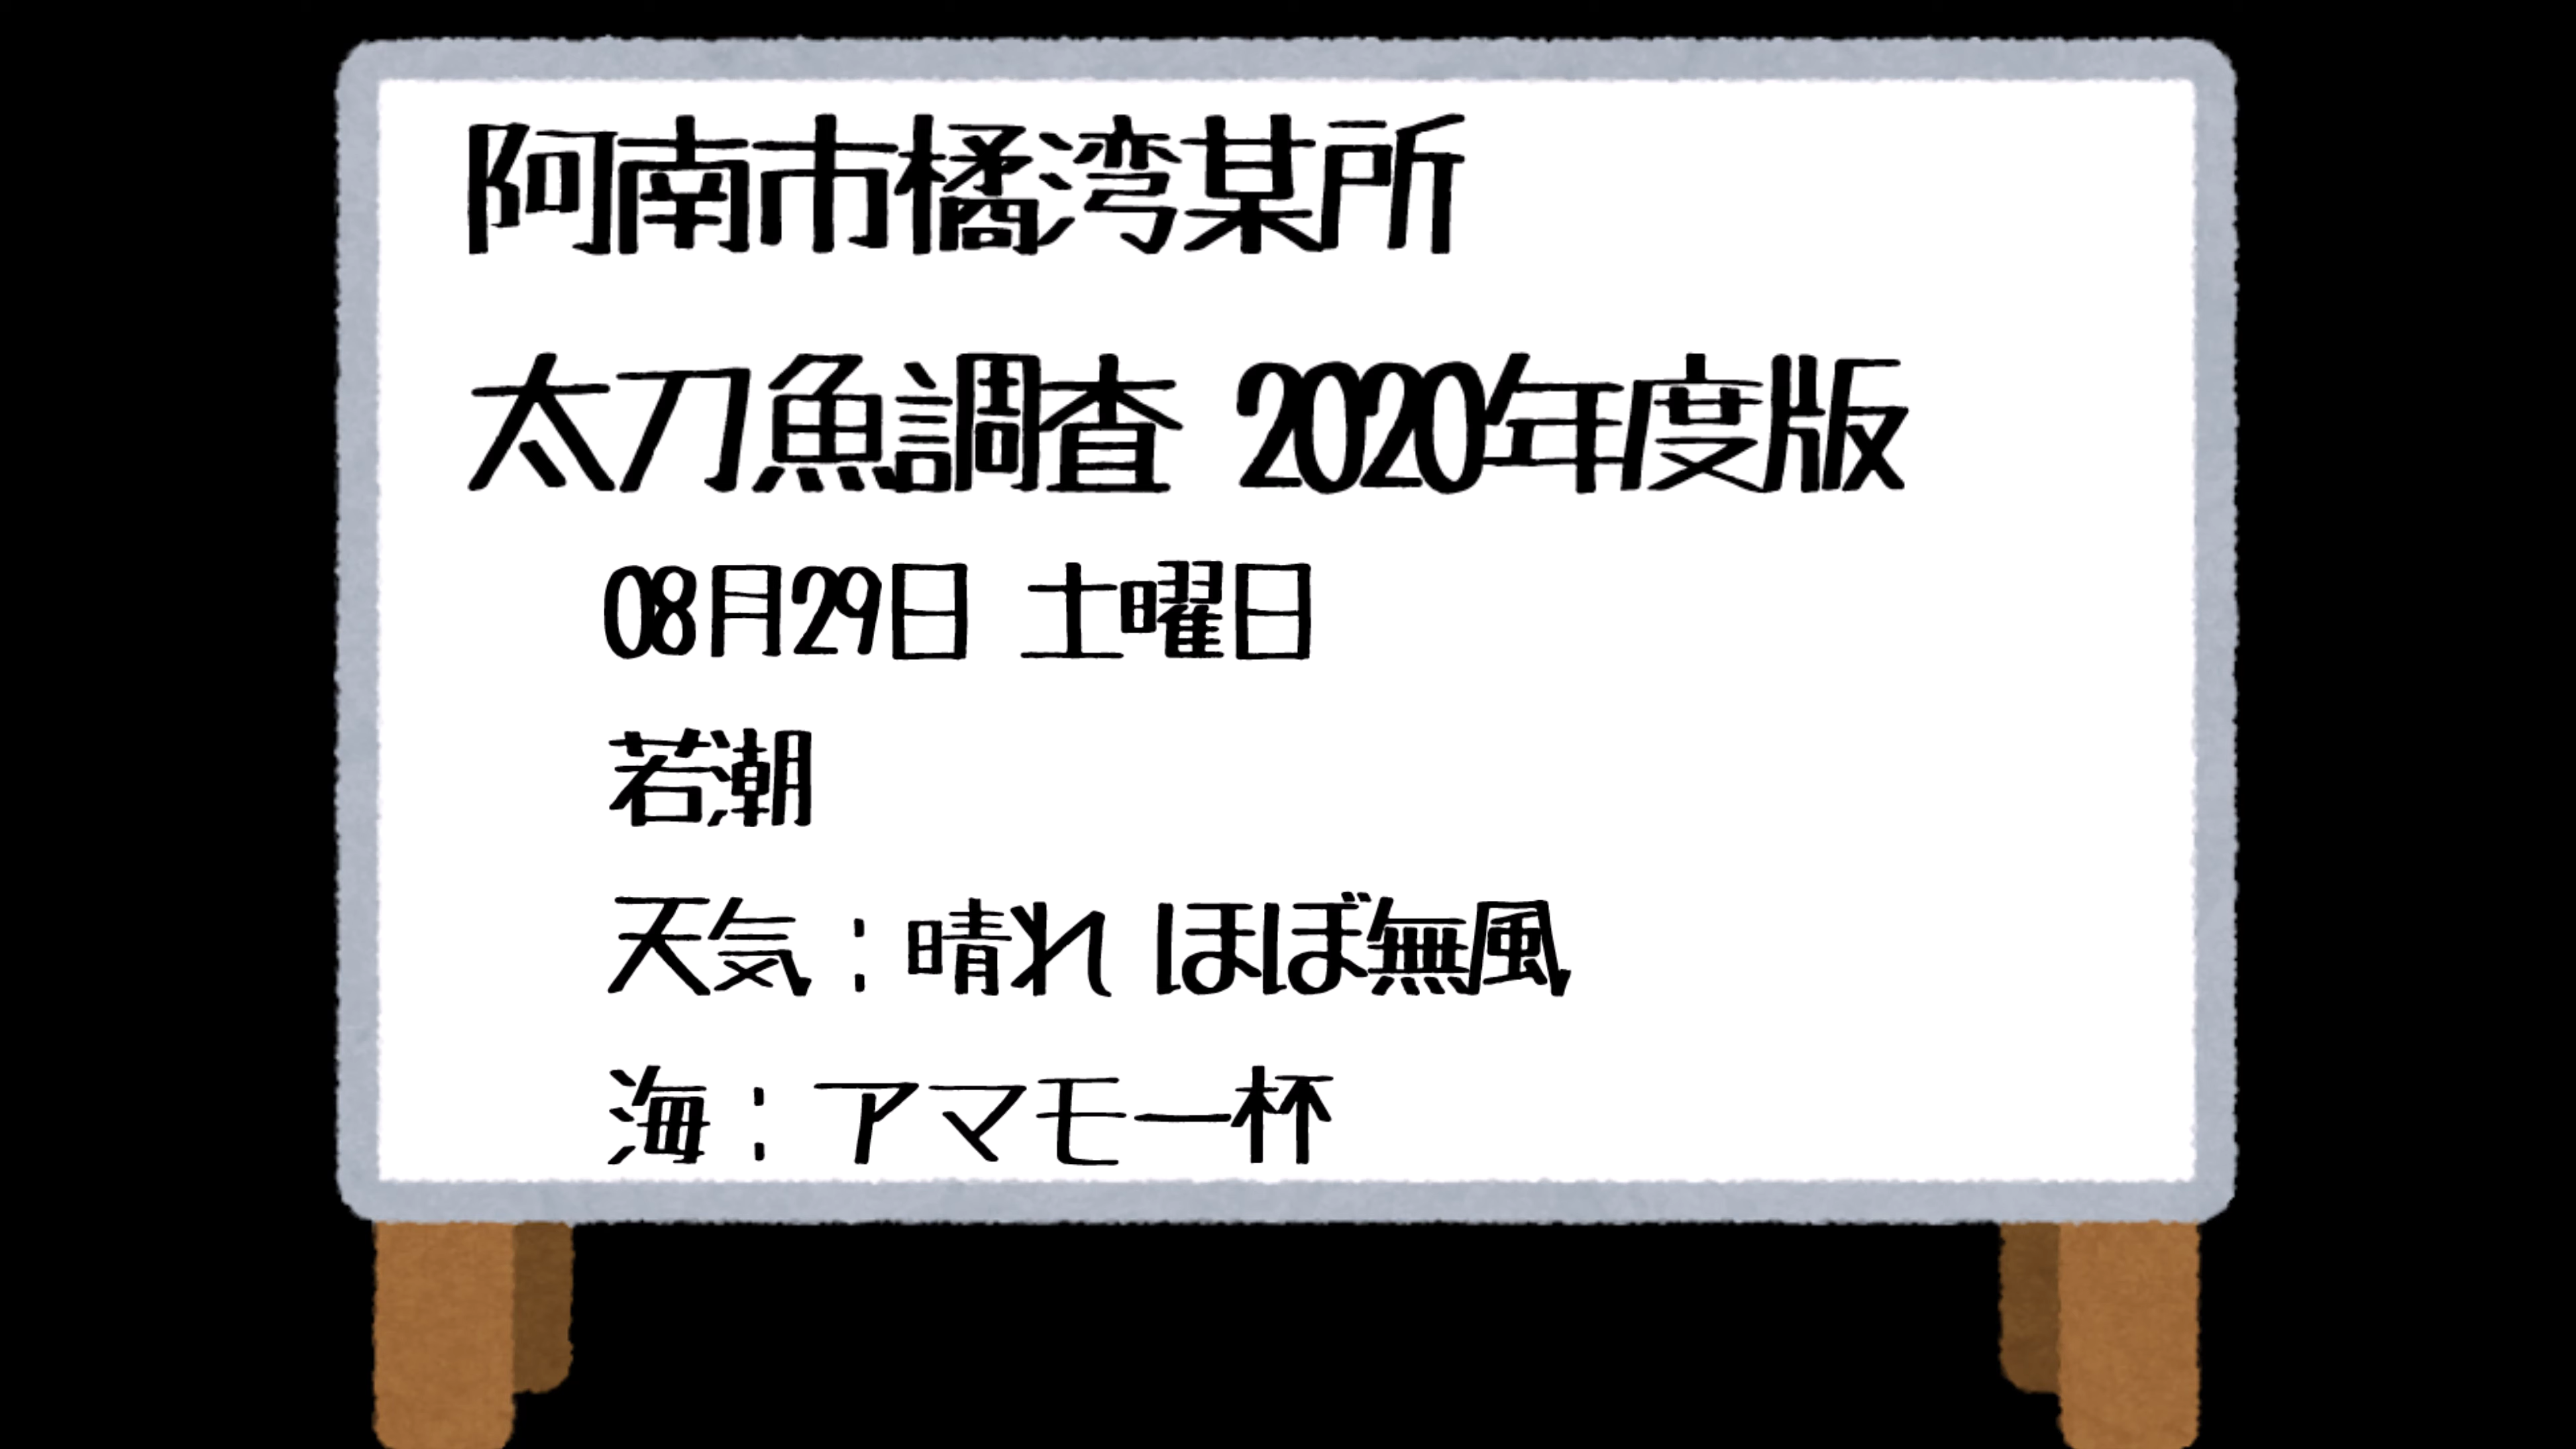 阿南市橘湾某所
太刀魚調査 2020年度版
08月29日 土曜日
若潮
天気：晴れ ほぼ無風
海：アマモ一杯